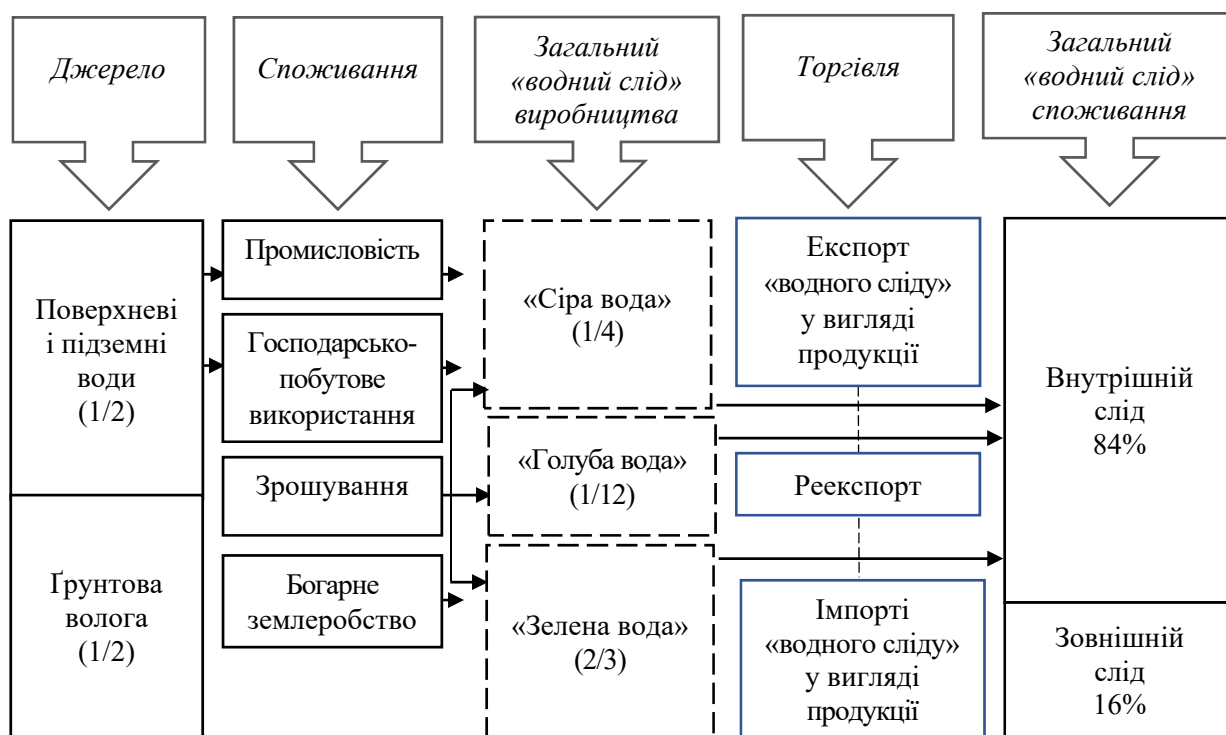 Джерело
Споживання
Загальний
«водний слід»
виробництва
Торгівля
Загальний
«водний слід»
споживання
Поверхневі
і підземні
води
(1/2)
Ґрунтова
волога
(1/2)
Промисловість
Господарсько-
побутове
використання
Зрошування
Богарне
землеробство
«Сіра вода»
(1/4)
«Голуба вода»
(1/12)
«Зелена вода»
(2/3)
Експорт
«водного сліду»
у вигляді
продукції
Реекспорт
Імпорті
«водного сліду»
у вигляді
продукції
Внутрішній
слід
84%
Зовнішній
слід
16%